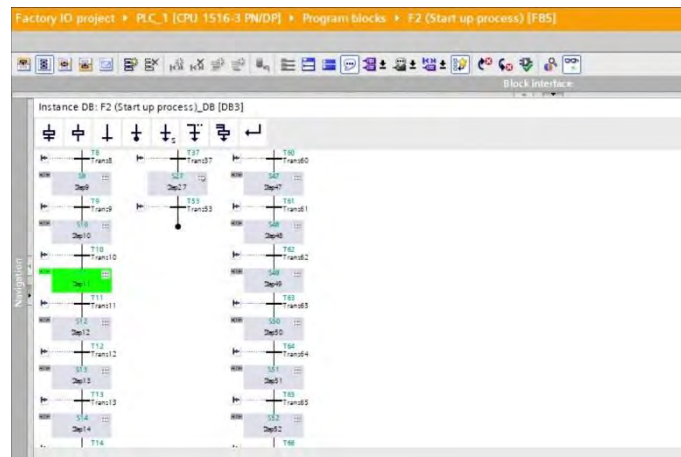 Factory IO project ▸ PLC_1 [CPU 1516-3 PN/DP] ▸ Program blocks ▸ F2 (Start up process) [FB5]
Block interface
Navigation
Instance DB: F2 (Start up process)_DB [DB3]
T8
Trans8
T37
Trans37
T60
Trans60
Step9
S27
Step27
S47
Step47
T9
Trans9
T53
Trans53
T61
Trans61
S10
Step10
S48
Step48
T10
Trans10
T62
Trans62
Step11
S49
Step49
T11
Trans11
T63
Trans63
S12
Step12
S50
Step50
T12
Trans12
T64
Trans64
S13
Step13
S51
Step51
T13
Trans13
T65
Trans65
S14
Step14
S52
Step52
T14
T66